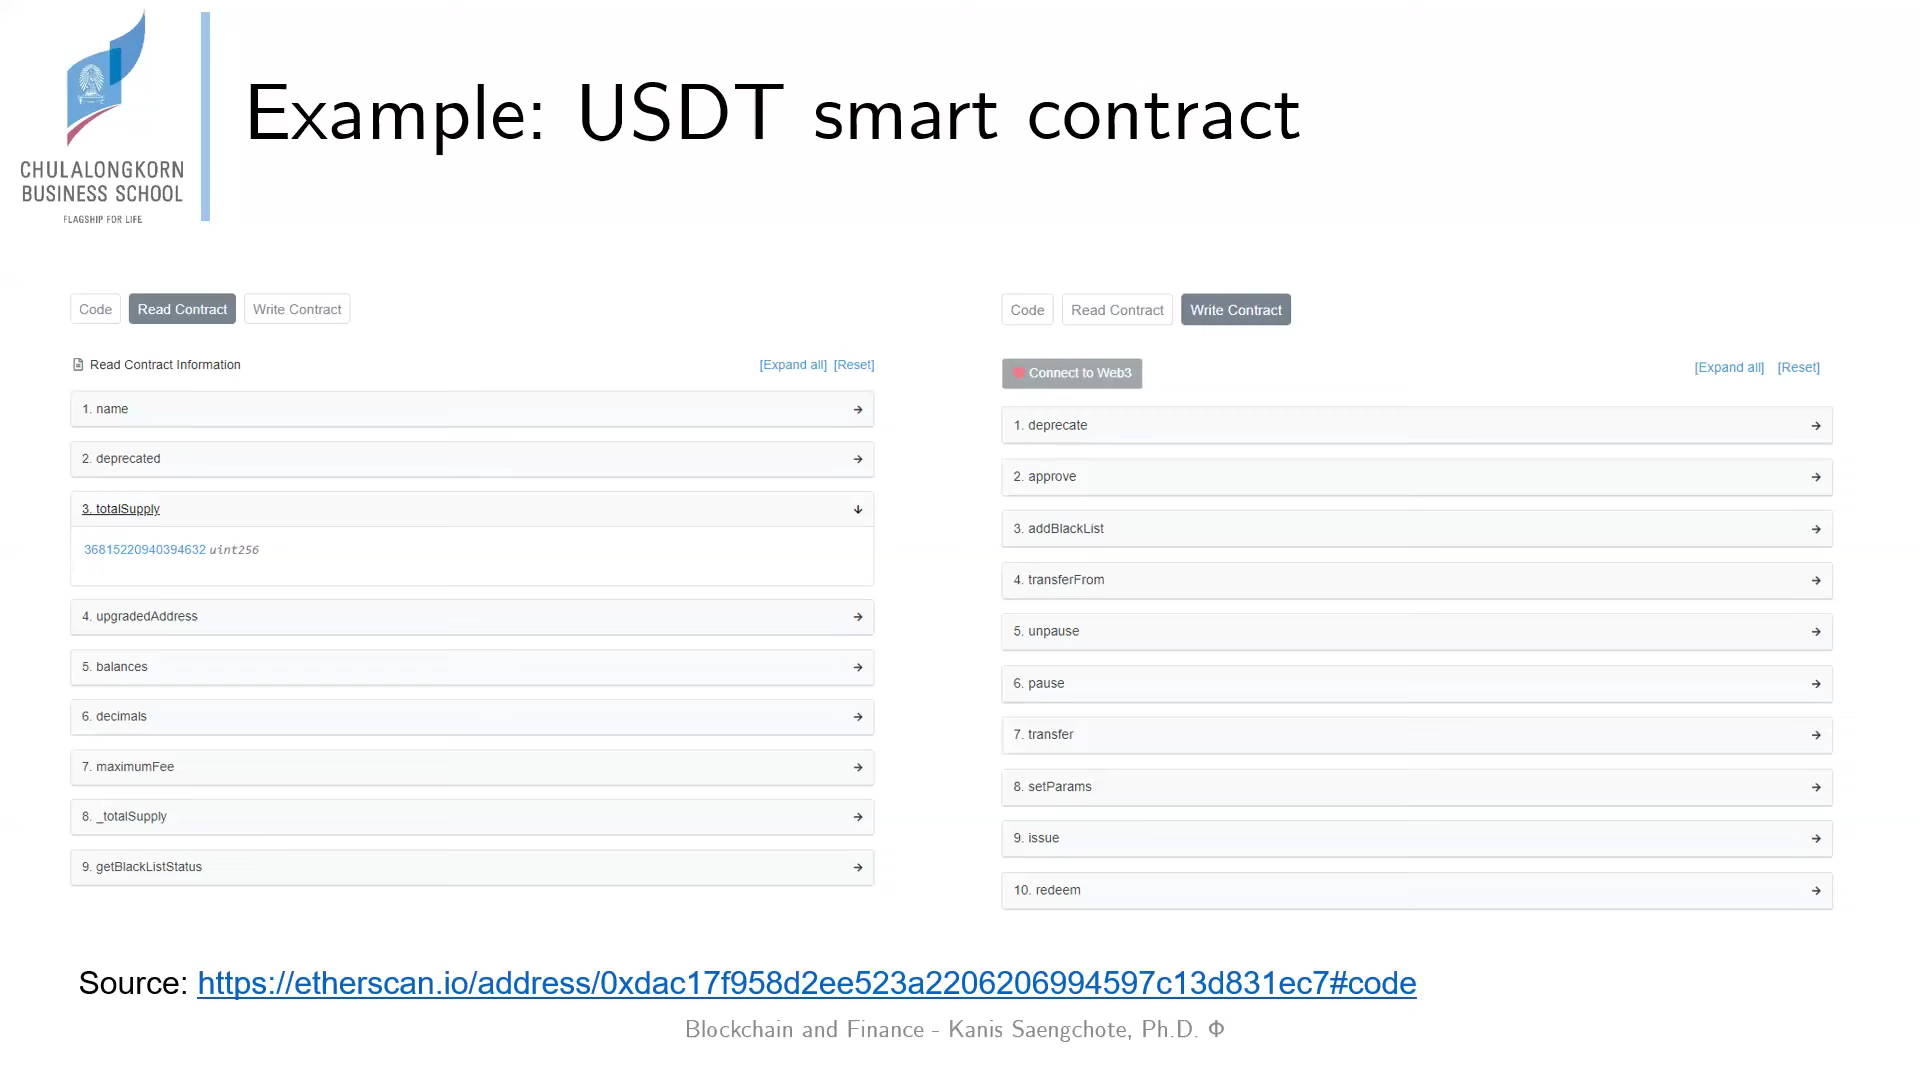 CHULALONGKORN
BUSINESS SCHOOL
FLAGSHIP FOR LIFE
Example: USDT smart contract
Code Read Contract Write Contract
Read Contract Information [Expand all] [Reset]
1. name
2. deprecated
3. totalSupply
36815220940394632 uint256
4. upgradedAddress
5. balances
6. decimals
7. maximumFee
8. _totalSupply
9. getBlackListStatus
Code Read Contract Write Contract
Connect to Web3 [Expand all] [Reset]
1. deprecate
2. approve
3. addBlackList
4. transferFrom
5. unpause
6. pause
7. transfer
8. setParams
9. issue
10. redeem
Source: https://etherscan.io/address/0xdac17f958d2ee523a2206206994597c13d831ec7#code
Blockchain and Finance - Kanis Saengchote, Ph.D. Φ